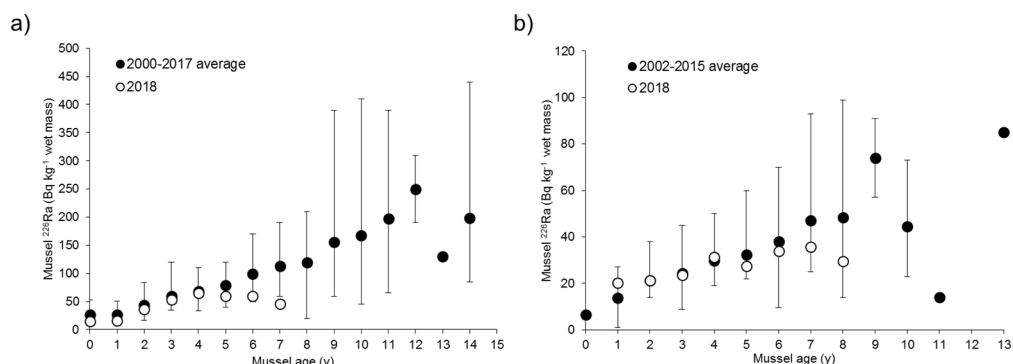 a)
● 2000-2017 average
○ 2018
500
450
400
350
300
250
200
150
100
50
0
Mussel ²²⁶Ra (Bq kg⁻¹ wet mass)
0 1 2 3 4 5 6 7 8 9 10 11 12 13 14 15
Mussel age (y)
b)
● 2002-2015 average
○ 2018
120
100
80
60
40
20
0
Mussel ²²⁶Ra (Bq kg⁻¹ wet mass)
0 1 2 3 4 5 6 7 8 9 10 11 12 13
Mussel age (y)